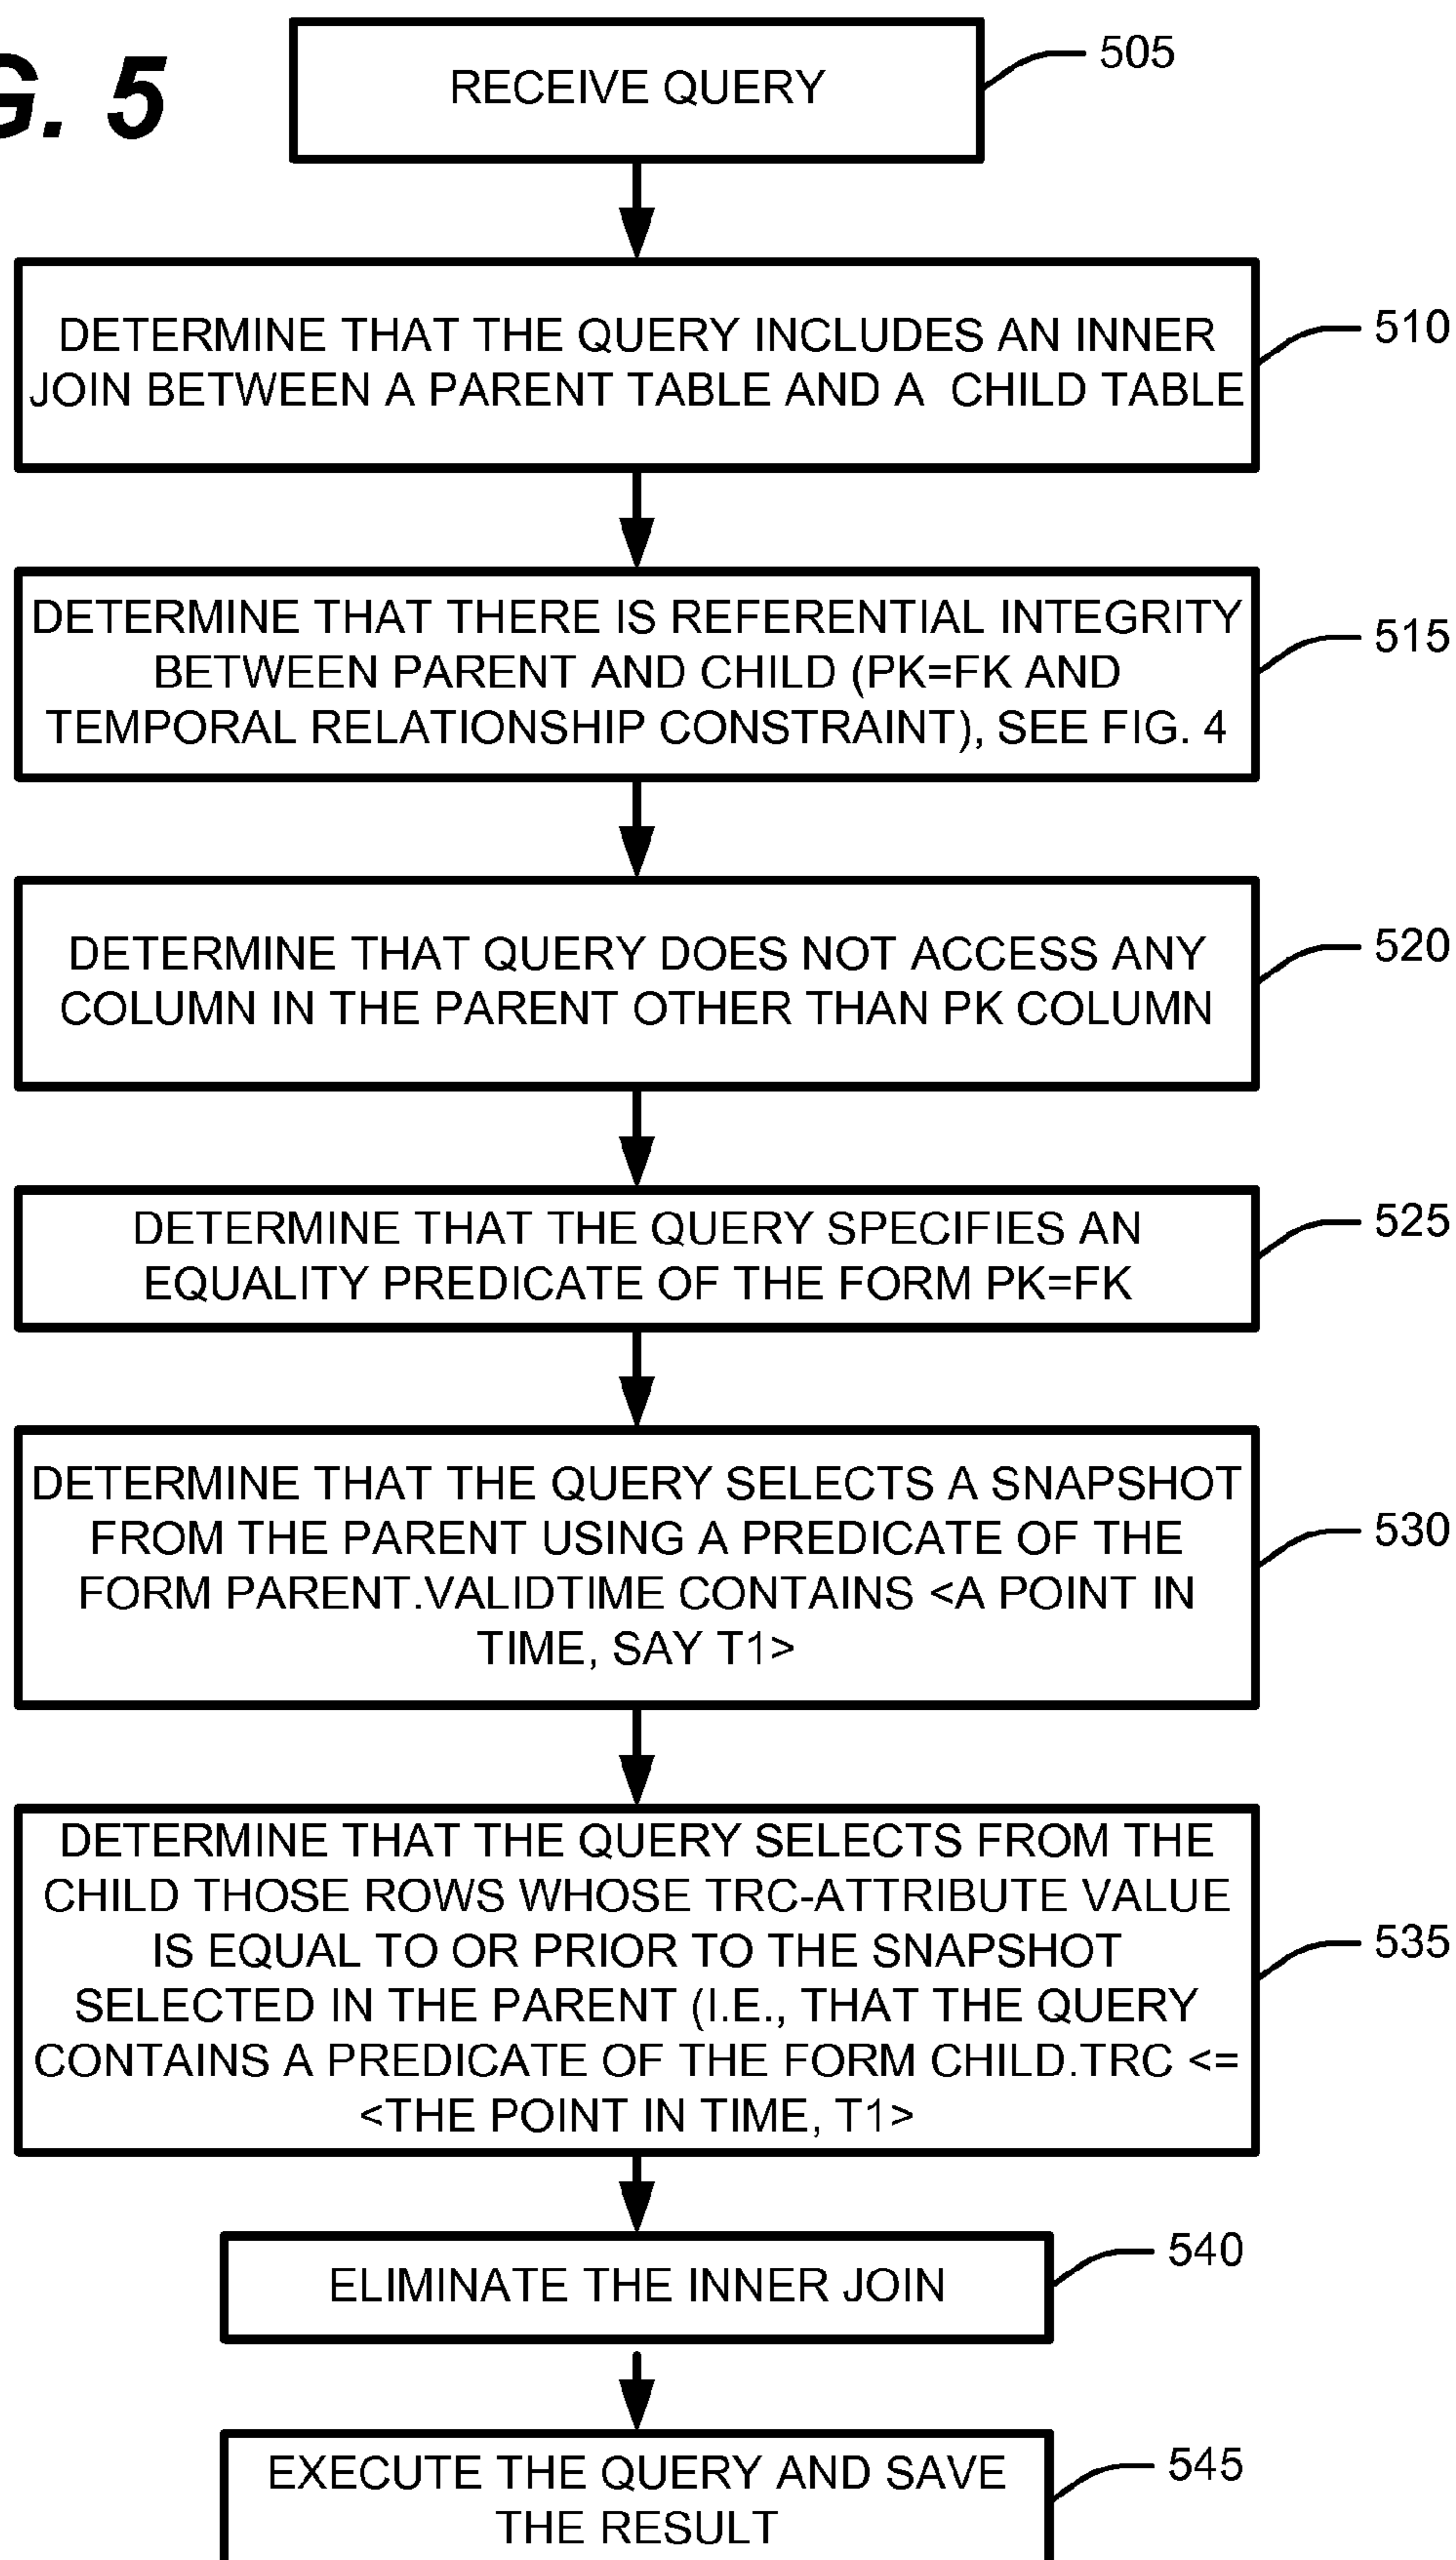 G. 5
RECEIVE QUERY
505
DETERMINE THAT THE QUERY INCLUDES AN INNER
JOIN BETWEEN A PARENT TABLE AND A CHILD TABLE
510
DETERMINE THAT THERE IS REFERENTIAL INTEGRITY
BETWEEN PARENT AND CHILD (PK=FK AND
TEMPORAL RELATIONSHIP CONSTRAINT), SEE FIG. 4
515
DETERMINE THAT QUERY DOES NOT ACCESS ANY
COLUMN IN THE PARENT OTHER THAN PK COLUMN
520
DETERMINE THAT THE QUERY SPECIFIES AN
EQUALITY PREDICATE OF THE FORM PK=FK
525
DETERMINE THAT THE QUERY SELECTS A SNAPSHOT
FROM THE PARENT USING A PREDICATE OF THE
FORM PARENT.VALIDTIME CONTAINS <A POINT IN
TIME, SAY T1>
530
DETERMINE THAT THE QUERY SELECTS FROM THE
CHILD THOSE ROWS WHOSE TRC-ATTRIBUTE VALUE
IS EQUAL TO OR PRIOR TO THE SNAPSHOT
SELECTED IN THE PARENT (I.E., THAT THE QUERY
CONTAINS A PREDICATE OF THE FORM CHILD.TRC <=
<THE POINT IN TIME, T1>
535
ELIMINATE THE INNER JOIN
540
EXECUTE THE QUERY AND SAVE
THE RESULT
545